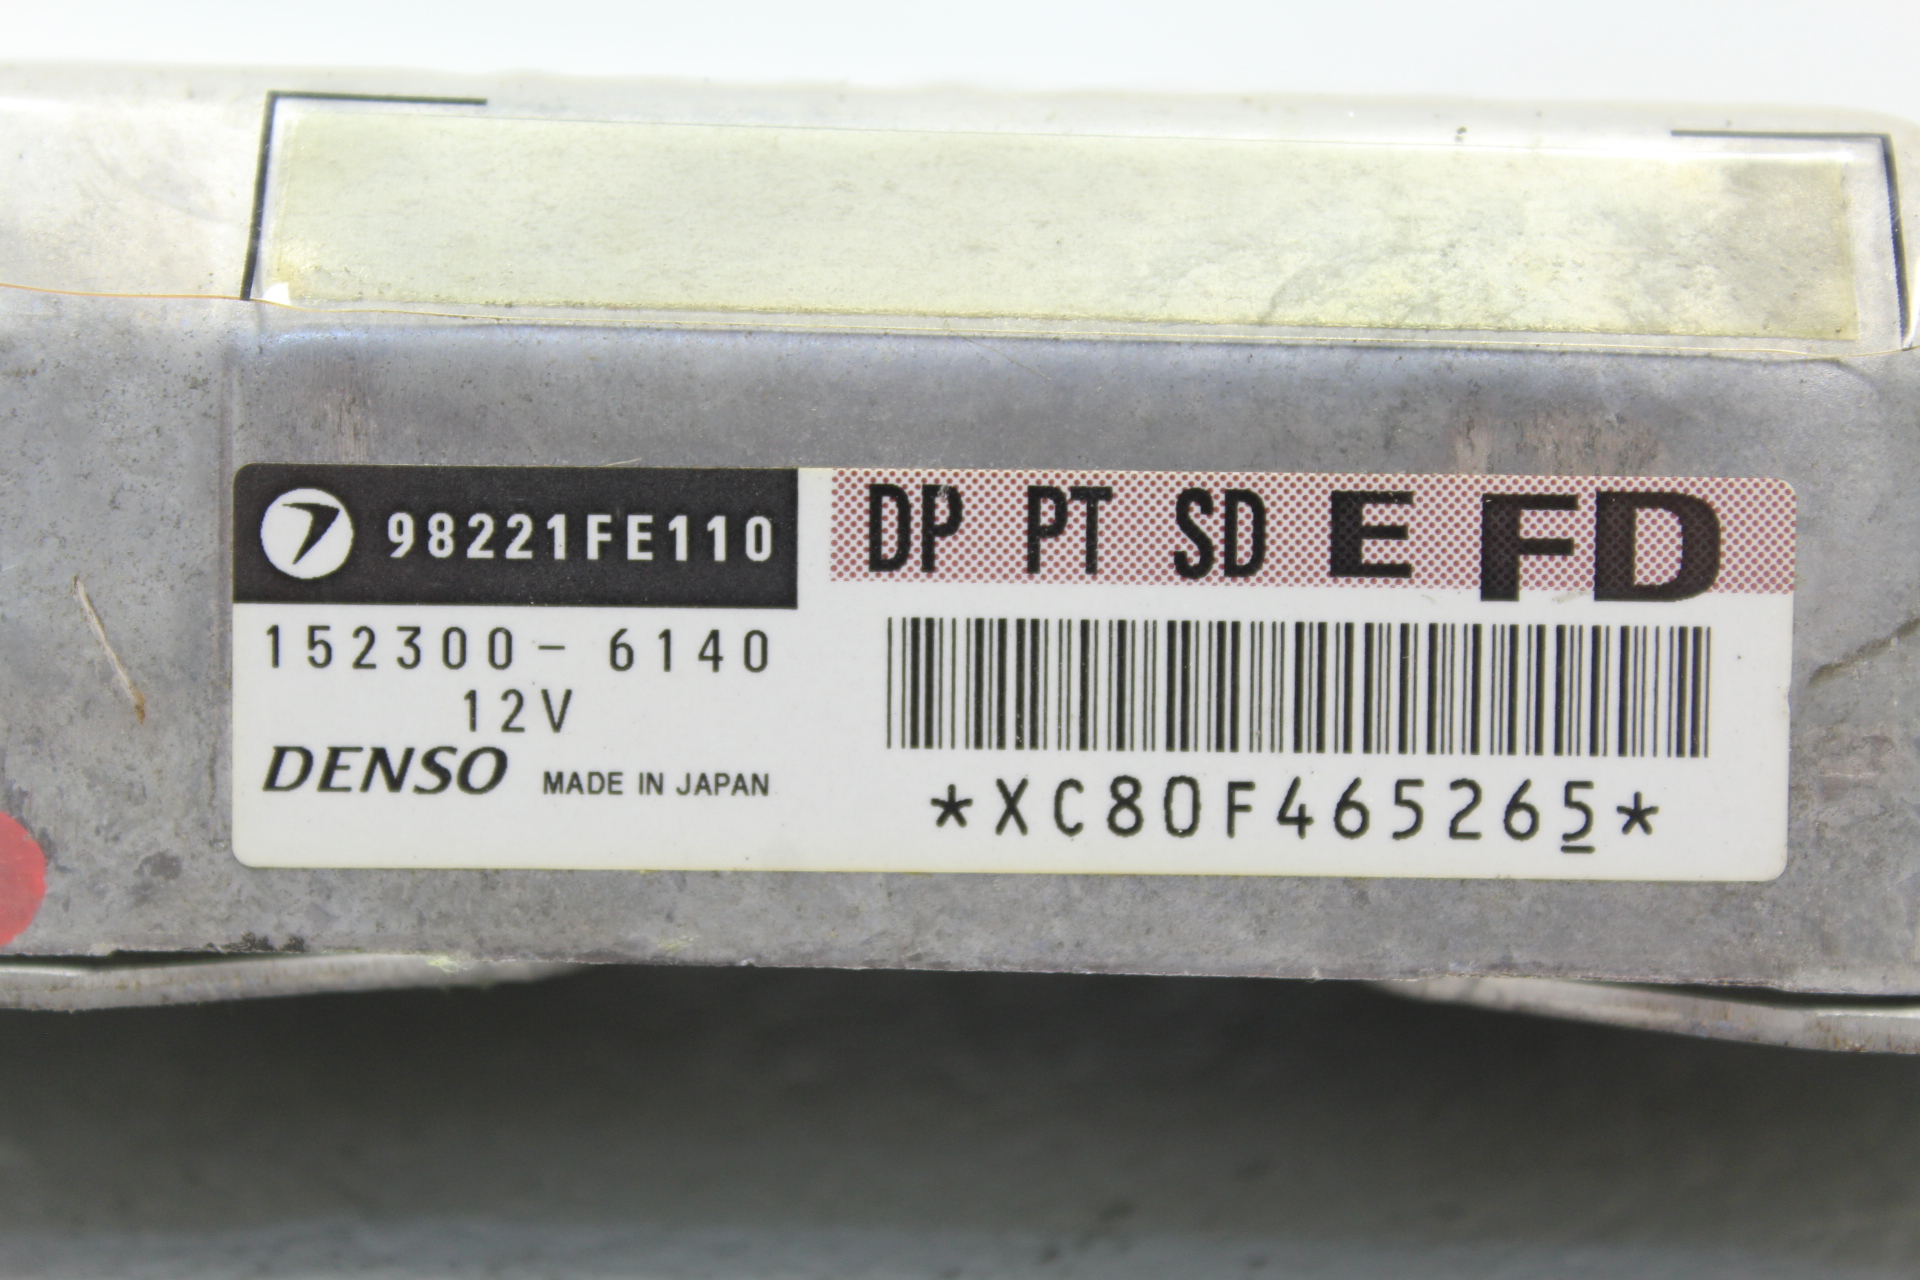 98221FE110
DP PT SD E FD
152300-6140
12V
DENSO MADE IN JAPAN
*XC80F465265*